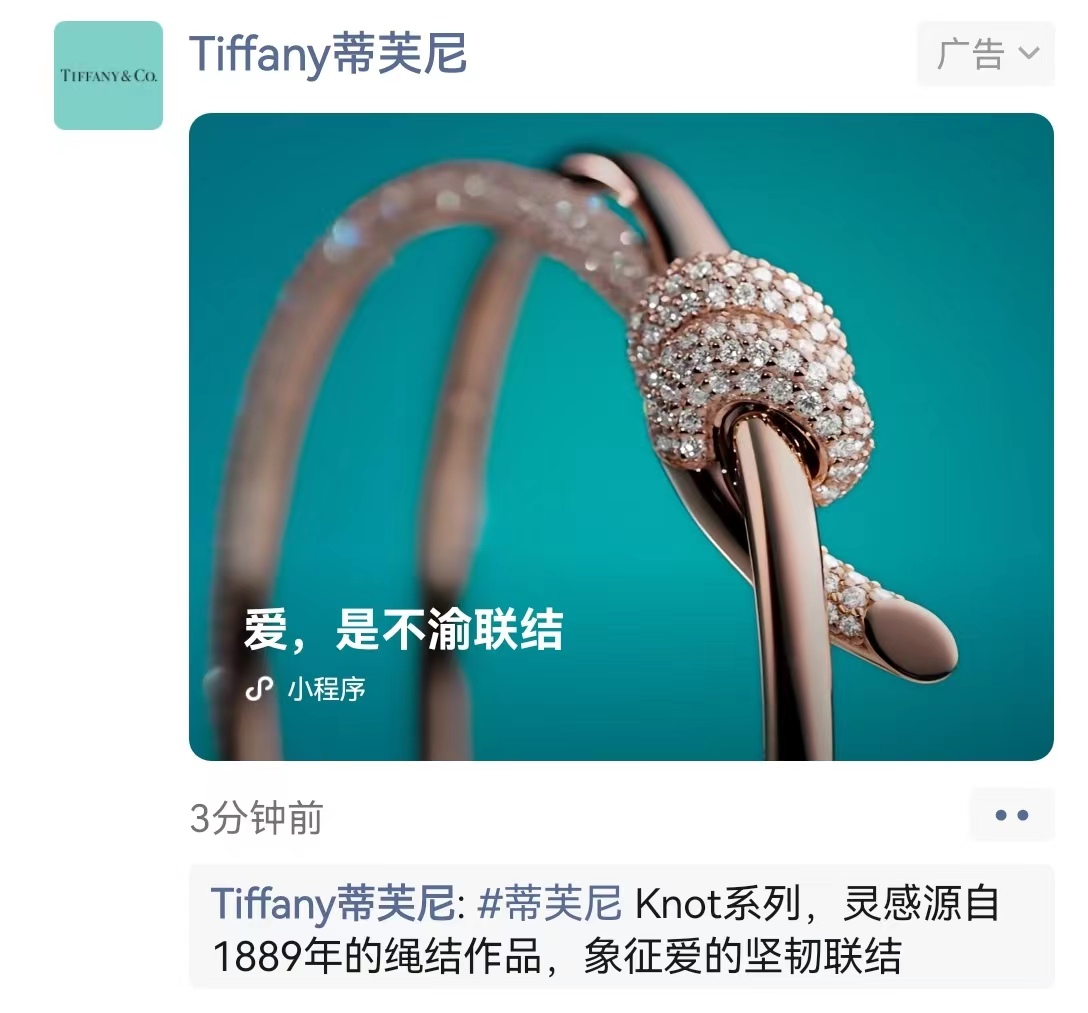 TIFFANY & CO.
Tiffany蒂芙尼
广告
爱，是不渝联结
小程序
3分钟前
Tiffany蒂芙尼: #蒂芙尼 Knot系列，灵感源自
1889年的绳结作品，象征爱的坚韧联结